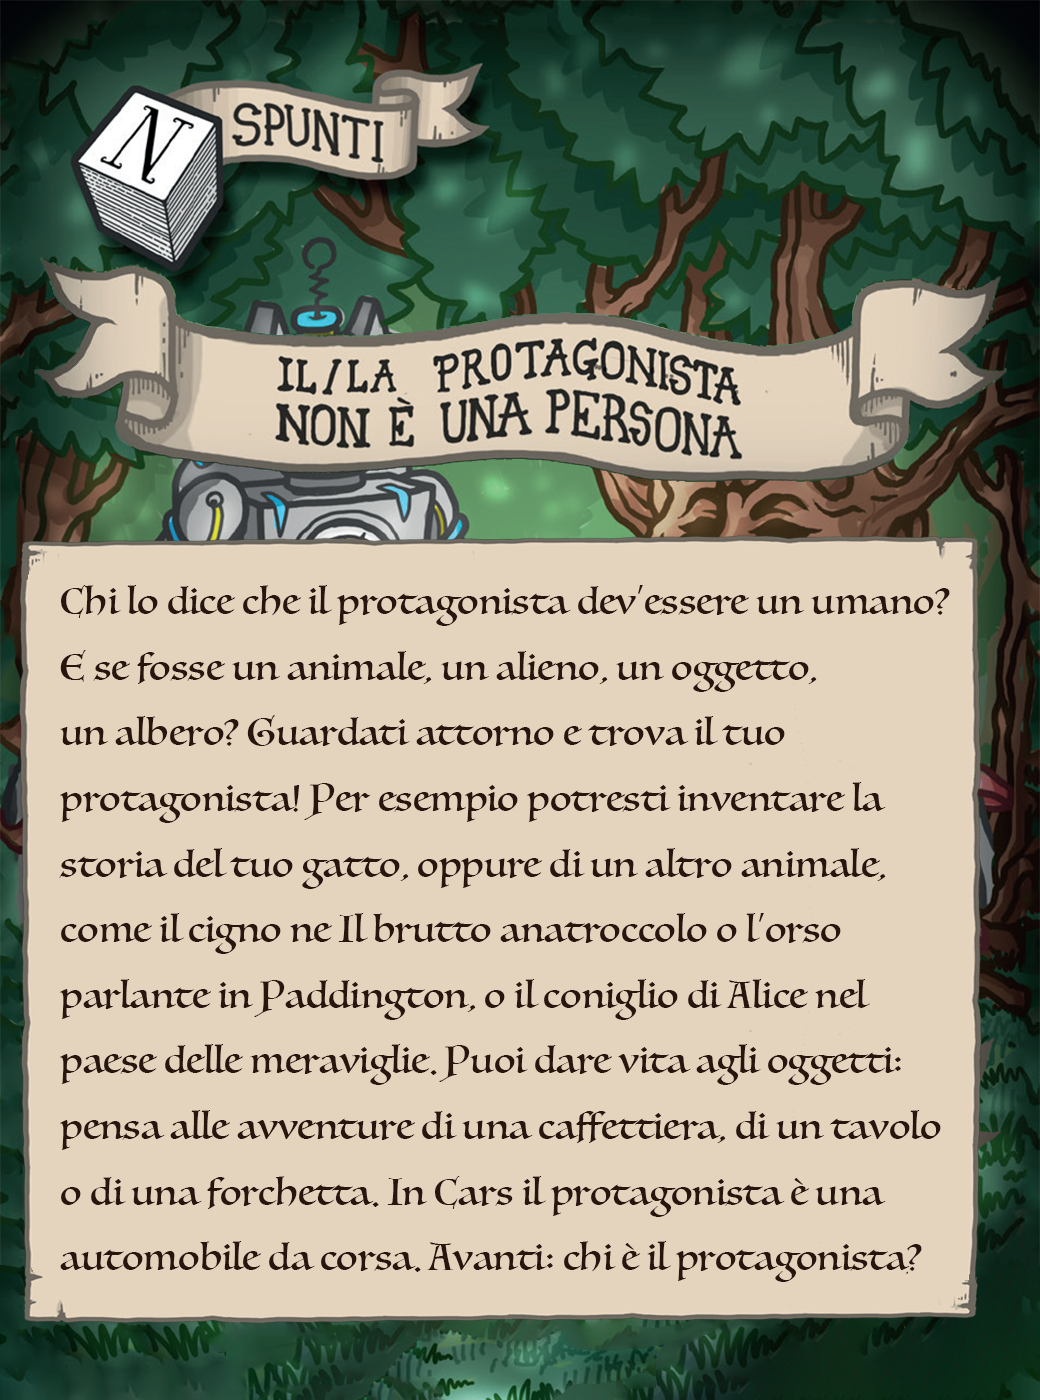 N
SPUNTI
IL/LA PROTAGONISTA
NON È UNA PERSONA
Chi lo dice che il protagonista dev'essere un umano?
E se fosse un animale, un alieno, un oggetto,
un albero? Guardati attorno e trova il tuo
protagonista! Per esempio potresti inventare la
storia del tuo gatto, oppure di un altro animale,
come il cigno ne Il brutto anatroccolo o l'orso
parlante in Paddington, o il coniglio di Alice nel
paese delle meraviglie. Puoi dare vita agli oggetti:
pensa alle avventure di una caffettiera, di un tavolo
o di una forchetta. In Cars il protagonista è una
automobile da corsa. Avanti: chi è il protagonista?